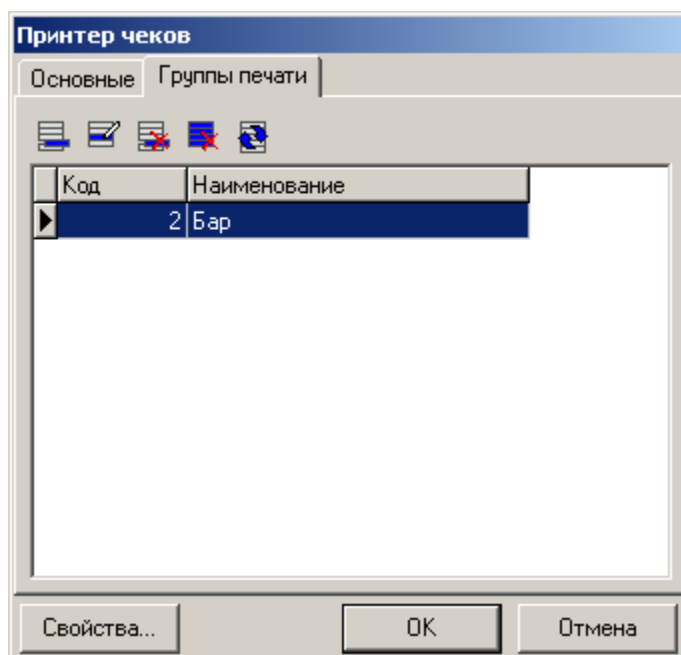 Принтер чеков
Основные Группы печати
Код Наименование
2 Бар
Свойства... OK Отмена